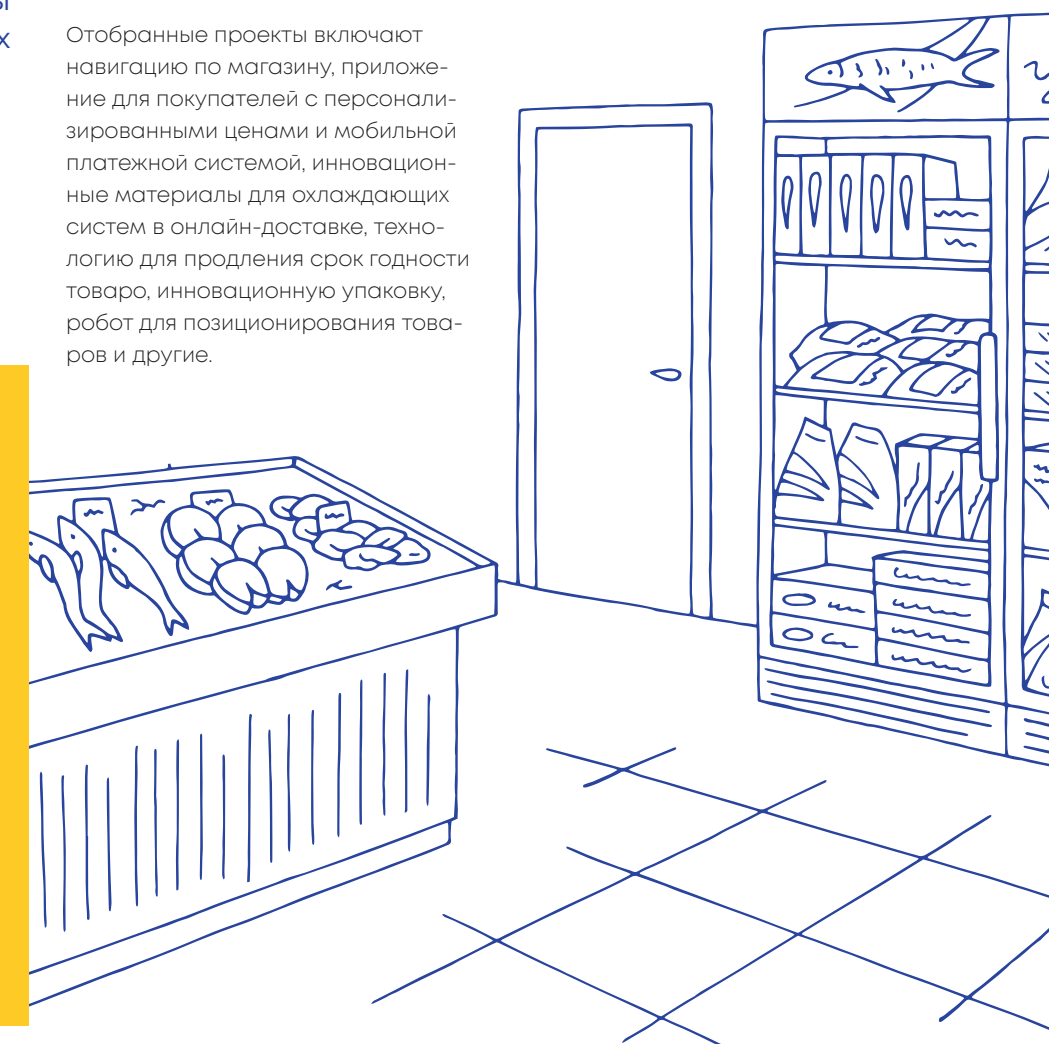 ы
х
Отобранные проекты включают
навигацию по магазину, приложе-
ние для покупателей с персонали-
зированными ценами и мобильной
платежной системой, инновацион-
ные материалы для охлаждающих
систем в онлайн-доставке, техно-
логию для продления срок годности
товаро, инновационную упаковку,
робот для позиционирования това-
ров и другие.